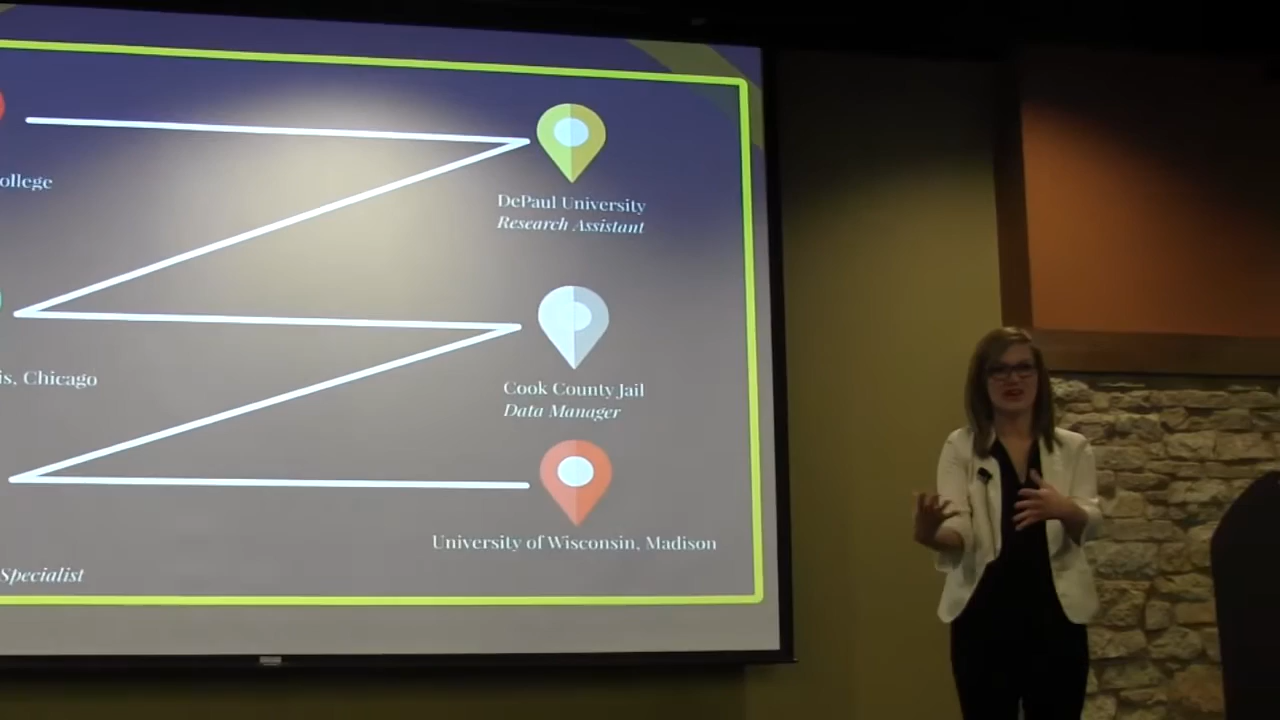 ollege
DePaul University
Research Assistant
is, Chicago
Cook County Jail
Data Manager
University of Wisconsin, Madison
Specialist